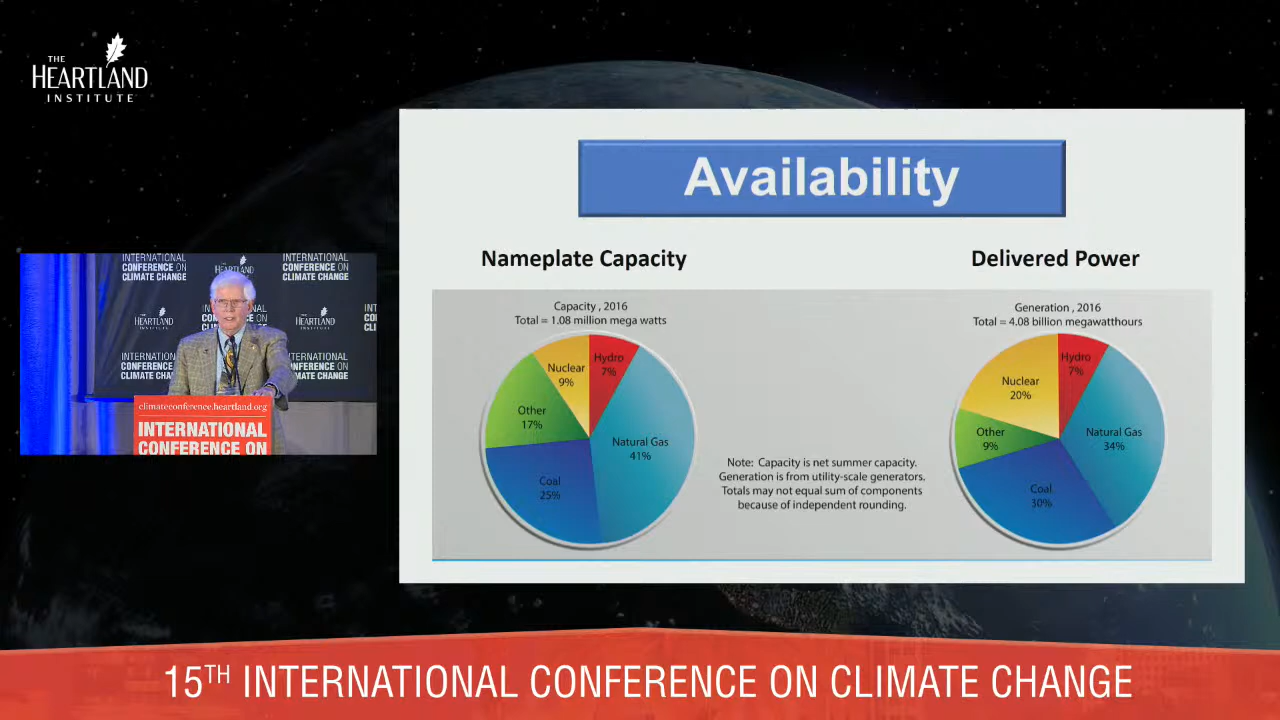 THE
HEARTLAND
INSTITUTE
Availability
Nameplate Capacity
Delivered Power
Capacity , 2016
Total = 1.08 million mega watts
Hydro
7%
Natural Gas
41%
Coal
25%
Other
17%
Nuclear
9%
Note: Capacity is net summer capacity.
Generation is from utility-scale generators.
Totals may not equal sum of components
because of independent rounding.
Generation , 2016
Total = 4.08 billion megawatthours
Hydro
7%
Natural Gas
34%
Coal
30%
Other
9%
Nuclear
20%
INTERNATIONAL
CONFERENCE ON
CLIMATE CHANGE
INTERNATIONAL
CONFERENCE ON
CLIMATE CHANGE
HEARTLAND
HEARTLAND
climateconference.heartland.org
INTERNATIONAL
CONFERENCE ON
15TH INTERNATIONAL CONFERENCE ON CLIMATE CHANGE